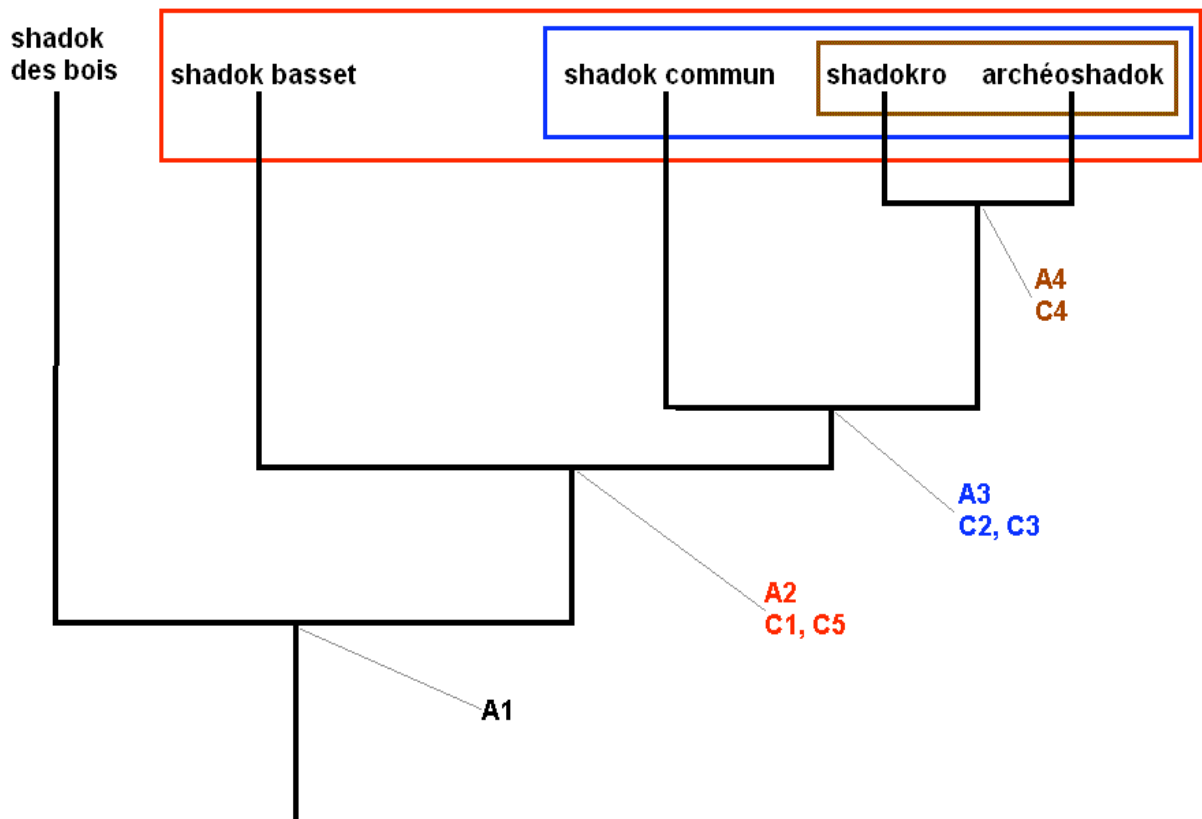 shadok
des bois
shadok basset
shadok commun
shadokro
archéoshadok
A4
C4
A3
C2, C3
A2
C1, C5
A1